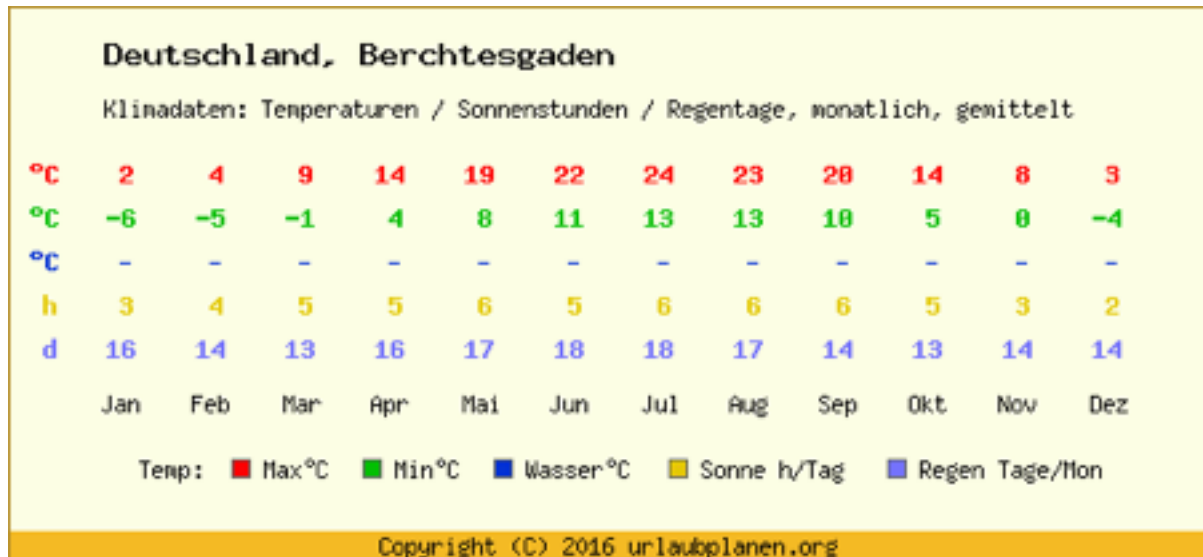 Deutschland, Berchtesgaden
Klimadaten: Temperaturen / Sonnenstunden / Regentage, monatlich, gemittelt
°C 2 4 9 14 19 22 24 23 20 14 8 3
°C -6 -5 -1 4 8 11 13 13 10 5 0 -4
°C - - - - - - - - - - - -
h 3 4 5 5 6 5 6 6 6 5 3 2
d 16 14 13 16 17 18 18 17 14 13 14 14
Jan Feb Mar Apr Mai Jun Jul Aug Sep Okt Nov Dez
Temp: Max°C Min°C Wasser°C Sonne h/Tag Regen Tage/Mon
Copyright (C) 2016 urlaubplanen.org